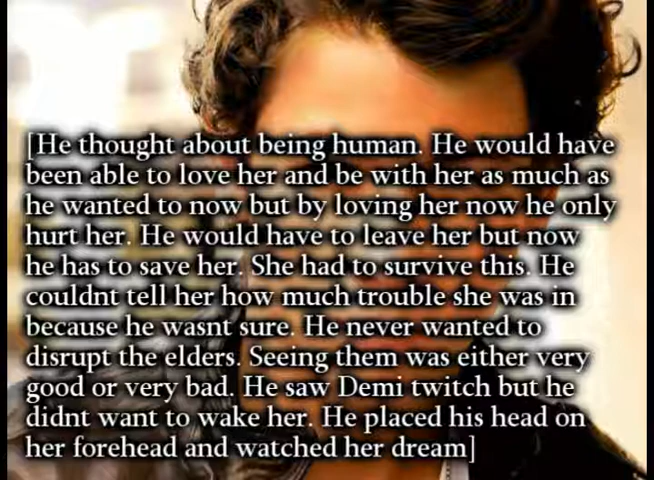 [He thought about being human. He would have
been able to love her and be with her as much as
he wanted to now but by loving her now he only
hurt her. He would have to leave her but now
he has to save her. She had to survive this. He
couldnt tell her how much trouble she was in
because he wasnt sure. He never wanted to
disrupt the elders. Seeing them was either very
good or very bad. He saw Demi twitch but he
didnt want to wake her. He placed his head on
her forehead and watched her dream]